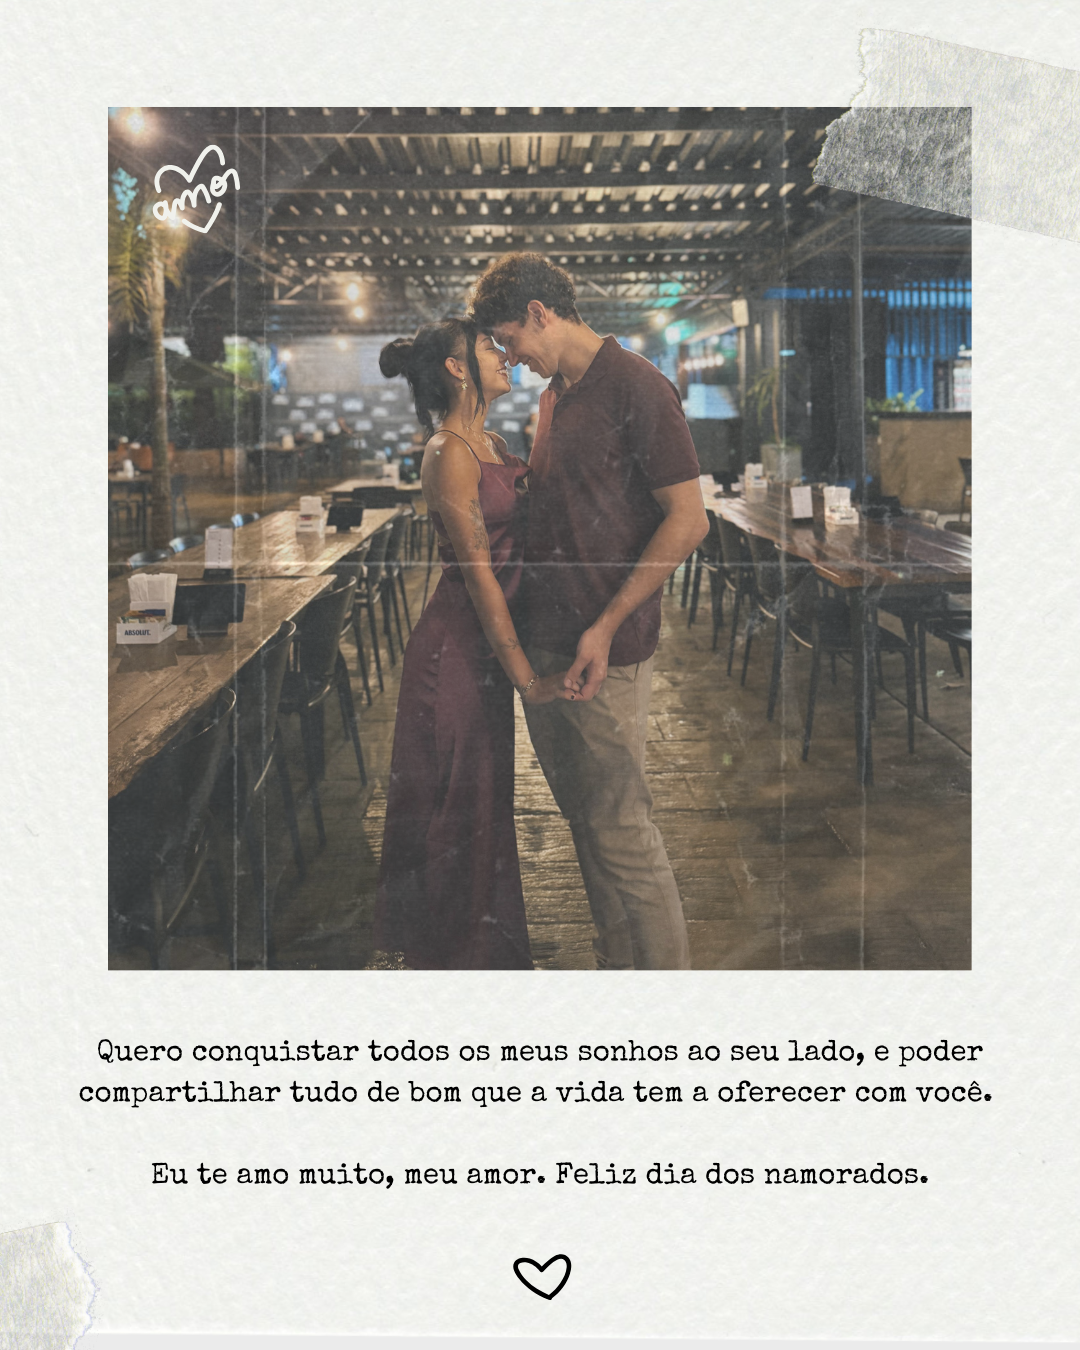 amor
ABSOLUT.
Quero conquistar todos os meus sonhos ao seu lado, e poder
compartilhar tudo de bom que a vida tem a oferecer com você.
Eu te amo muito, meu amor. Feliz dia dos namorados.